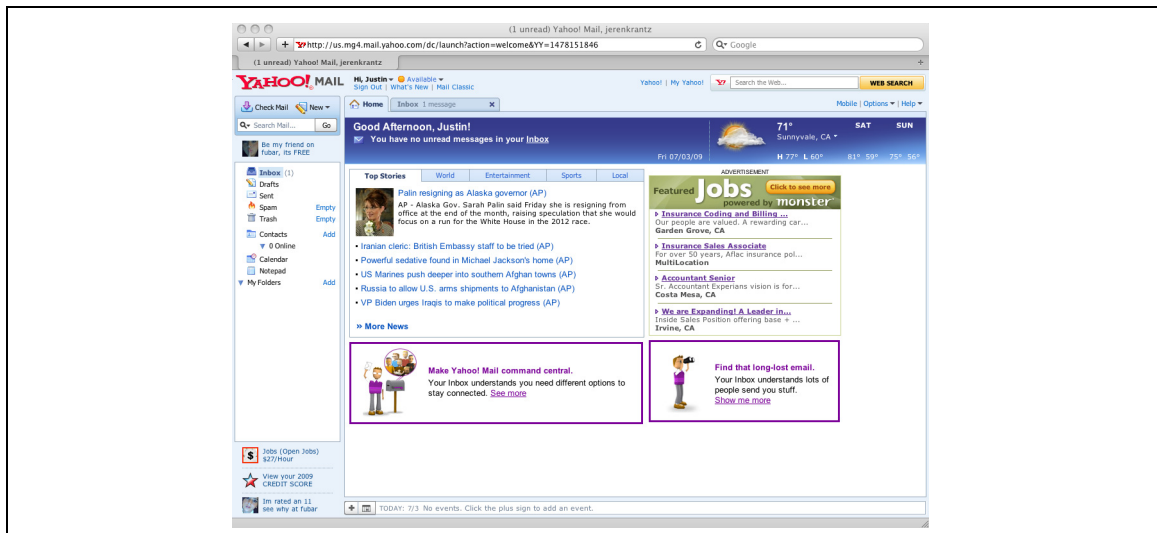 (1 unread) Yahoo! Mail, jerenkrantz
http://us.mg4.mail.yahoo.com/dc/launch?action=welcome&YY=1478151846
Google
(1 unread) Yahoo! Mail, jerenkrantz
YAHOO! MAIL
Hi, Justin Available
Sign Out | What's New | Mail Classic
Yahoo! | My Yahoo!
Y! Search the Web... WEB SEARCH
Check Mail New
Home Inbox 1 message x
Mobile | Options | Help
Search Mail... Go
Be my friend on
fubar, its FREE
Inbox (1)
Drafts
Sent
Spam Empty
Trash Empty
Contacts Add
0 Online
Calendar
Notepad
My Folders Add
Jobs (Open Jobs)
$27/Hour
View your 2009
CREDIT SCORE
Im rated an 11
see why at fubar
Good Afternoon, Justin!
You have no unread messages in your Inbox
Fri 07/03/09
71°
Sunnyvale, CA
H 77° L 60°
SAT SUN
81° 59° 75° 56°
Top Stories World Entertainment Sports Local
Palin resigning as Alaska governor (AP)
AP - Alaska Gov. Sarah Palin said Friday she is resigning from
office at the end of the month, raising speculation that she would
focus on a run for the White House in the 2012 race.
• Iranian cleric: British Embassy staff to be tried (AP)
• Powerful sedative found in Michael Jackson's home (AP)
• US Marines push deeper into southern Afghan towns (AP)
• Russia to allow U.S. arms shipments to Afghanistan (AP)
• VP Biden urges Iraqis to make political progress (AP)
» More News
ADVERTISEMENT
Featured Jobs Click to see more
powered by monster
Insurance Coding and Billing ...
Our people are valued. A rewarding car...
Garden Grove, CA
Insurance Sales Associate
For over 50 years, Aflac insurance pol...
MultiLocation
Accountant Senior
Sr. Accountant Experians vision is for...
Costa Mesa, CA
We are Expanding! A Leader in...
Inside Sales Position offering base + ...
Irvine, CA
Make Yahoo! Mail command central.
Your Inbox understands you need different options to
stay connected. See more
Find that long-lost email.
Your Inbox understands lots of
people send you stuff.
Show me more
TODAY: 7/3 No events. Click the plus sign to add an event.